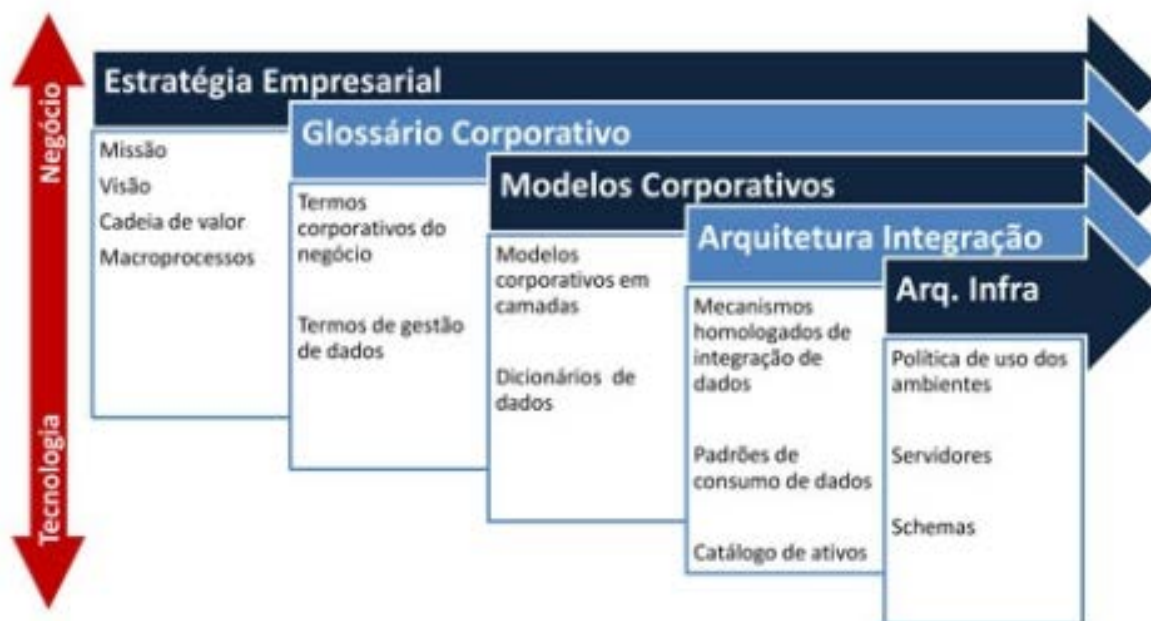 Negócio
Tecnologia
Estratégia Empresarial
Missão
Visão
Cadeia de valor
Macroprocessos
Glossário Corporativo
Termos
corporativos do
negócio
Termos de gestão
de dados
Modelos Corporativos
Modelos
corporativos em
camadas
Dicionários de
dados
Arquitetura Integração
Mecanismos
homologados de
integração de
dados
Padrões de
consumo de dados
Catálogo de ativos
Arq. Infra
Política de uso dos
ambientes
Servidores
Schemas